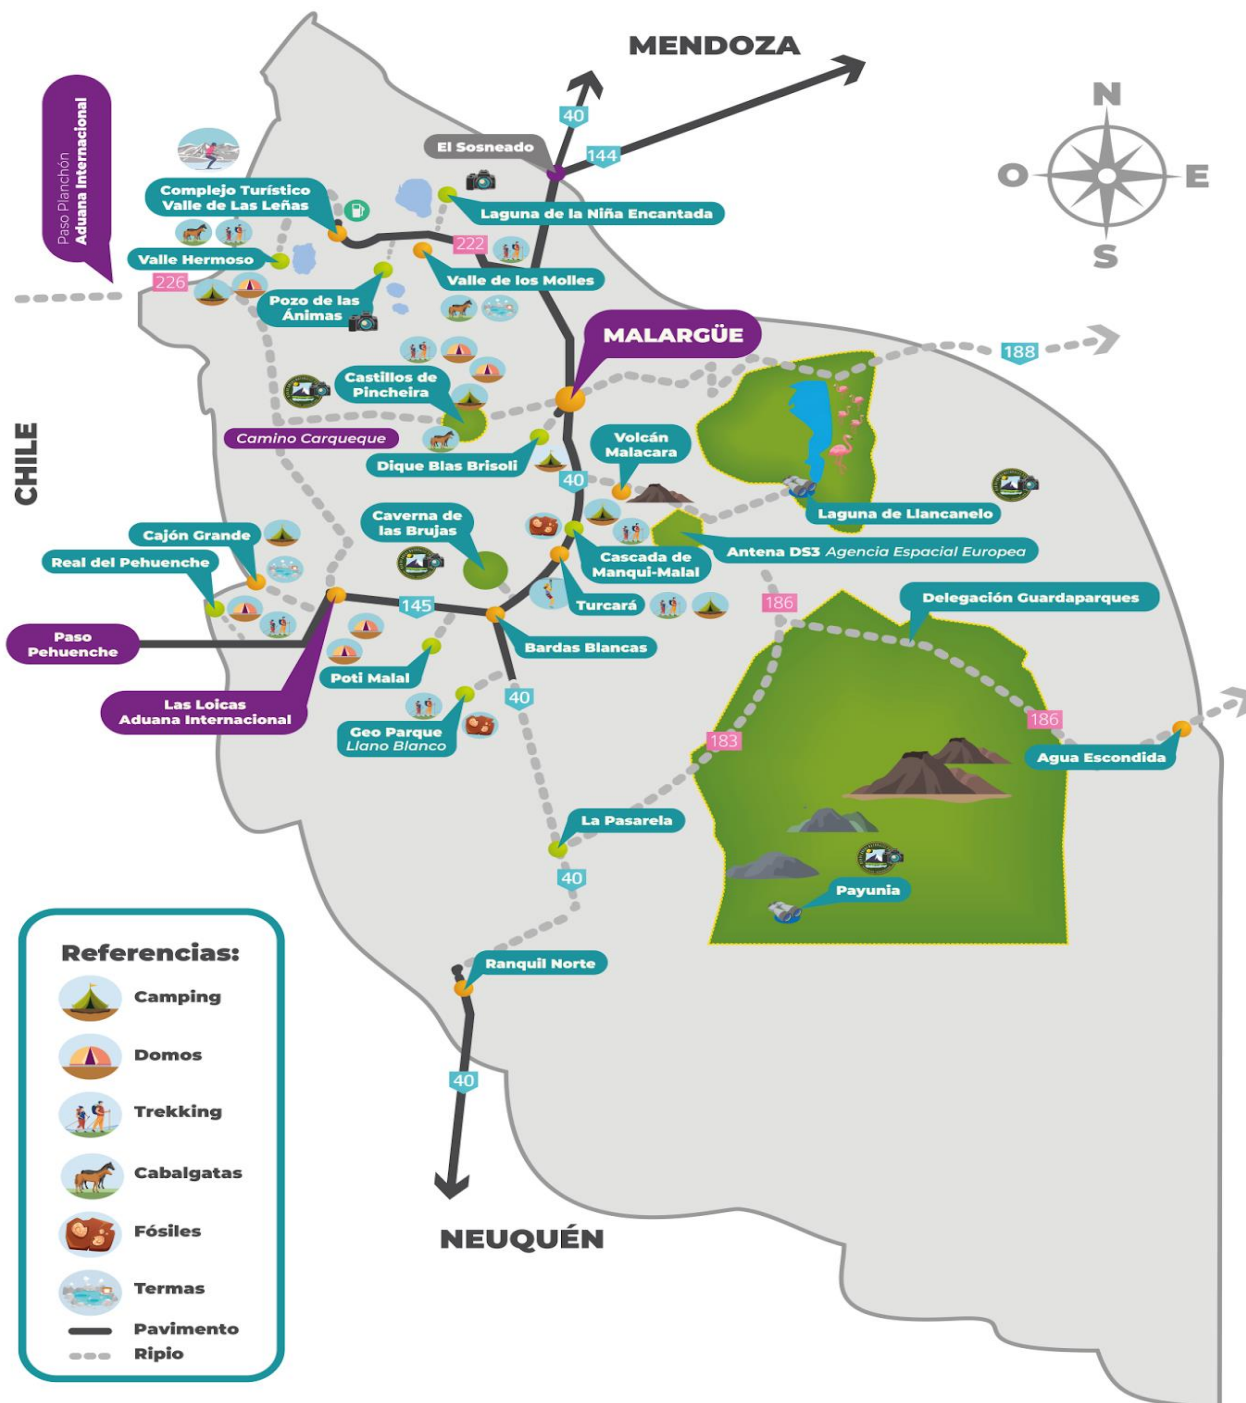 MENDOZA
N
O
E
S
Paso Planchón
Aduana Internacional
40
144
El Sosneado
Complejo Turístico
Valle de Las Leñas
Laguna de la Niña Encantada
222
Valle Hermoso
226
Valle de los Molles
Pozo de las
Ánimas
MALARGÜE
188
Castillos de
Pincheira
CHILE
Camino Carqueque
Dique Blas Brisoli
Volcán
Malacara
40
Laguna de Llancanelo
Caverna de
las Brujas
Cajón Grande
Real del Pehuenche
Cascada de
Manqui-Malal
Antena DS3 Agencia Espacial Europea
Turcará
145
186
Delegación Guardaparques
Paso
Pehuenche
Bardas Blancas
Poti Malal
Las Loicas
Aduana Internacional
40
Geo Parque
Llano Blanco
183
186
Agua Escondida
La Pasarela
40
Payunia
Ranquil Norte
40
NEUQUÉN
Referencias:
Camping
Domos
Trekking
Cabalgatas
Fósiles
Termas
Pavimento
Ripio